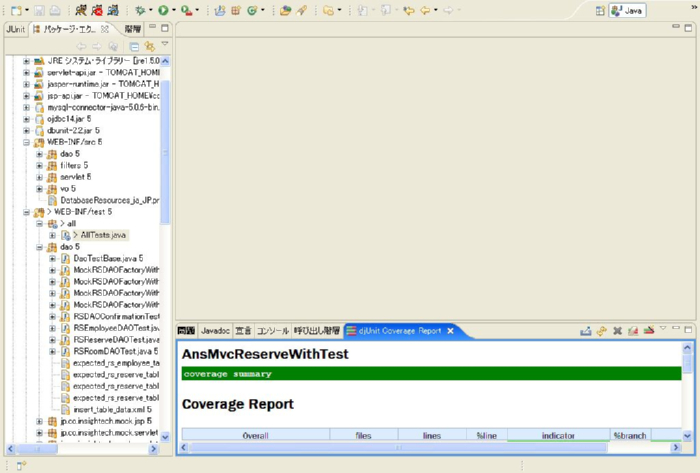 Java
JUnit
パッケージ・エク...
階層
JRE システム・ライブラリー [jre1.5.0
servlet-api.jar - TOMCAT_HOME
jasper-runtime.jar - TOMCAT_H
jsp-api.jar - TOMCAT_HOME¥co
mysql-connector-java-5.0.6-bin.
ojdbc14.jar 5
dbunit-2.2.jar 5
WEB-INF/src 5
dao 5
filters 5
servlet 5
vo 5
DatabaseResources_ja_JP.pr
> WEB-INF/test 5
> all
> AllTests.java
dao 5
DaoTestBase.java 5
MockRSDAOFactoryWith
MockRSDAOFactoryWith
MockRSDAOFactoryWith
MockRSDAOFactoryWith
RSDAOConfirmationTest
RSEmployeeDAOTest.jav
RSReserveDAOTest.java
RSRoomDAOTest.java 5
expected_rs_employee_ta
expected_rs_reserve_tabl
expected_rs_reserve_tabl
expected_rs_reserve_tabl
insert_table_data.xml 5
jp.co.insightech.mock.jsp 5
jp.co.insightech.mock.servlet
問題
Javadoc
宣言
コンソール
呼び出し階層
djUnit Coverage Report
AnsMvcReserveWithTest
coverage summary
Coverage Report
Overall files lines %line indicator %branch